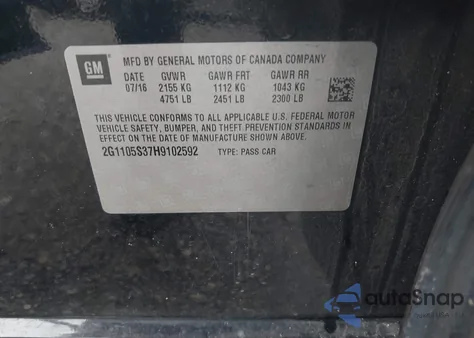 GM
MFD BY GENERAL MOTORS OF CANADA COMPANY
DATE GVWR GAWR FRT GAWR RR
07/16 2155 KG 1112 KG 1043 KG
4751 LB 2451 LB 2300 LB
THIS VEHICLE CONFORMS TO ALL APPLICABLE U.S. FEDERAL MOTOR
VEHICLE SAFETY, BUMPER, AND THEFT PREVENTION STANDARDS IN
EFFECT ON THE DATE OF MANUFACTURE SHOWN ABOVE.
2G1105S37H9102592 TYPE: PASS CAR
autoSnap